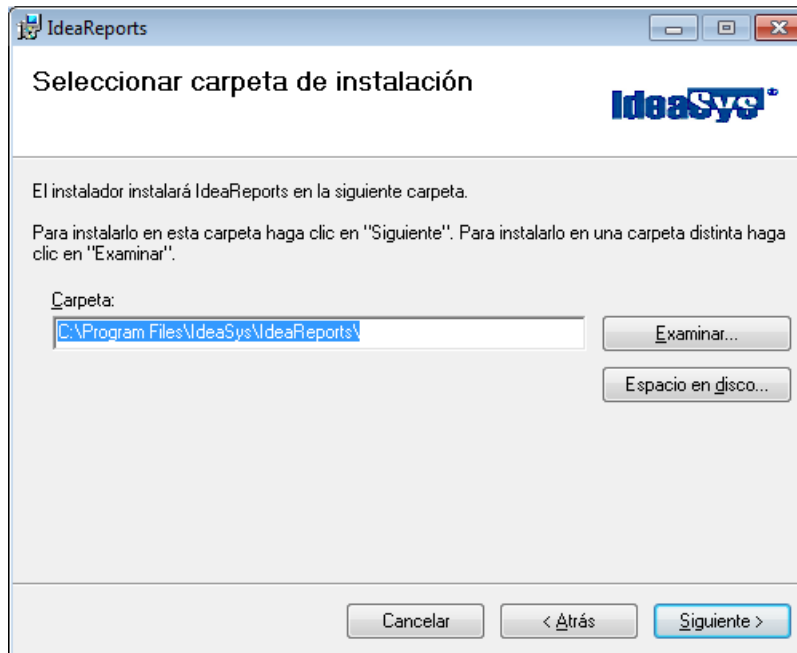 IdeaReports
Seleccionar carpeta de instalación
IdeaSys®
El instalador instalará IdeaReports en la siguiente carpeta.
Para instalarlo en esta carpeta haga clic en "Siguiente". Para instalarlo en una carpeta distinta haga
clic en "Examinar".
Carpeta:
C:\Program Files\IdeaSys\IdeaReports\
Examinar...
Espacio en disco...
Cancelar
< Atrás
Siguiente >